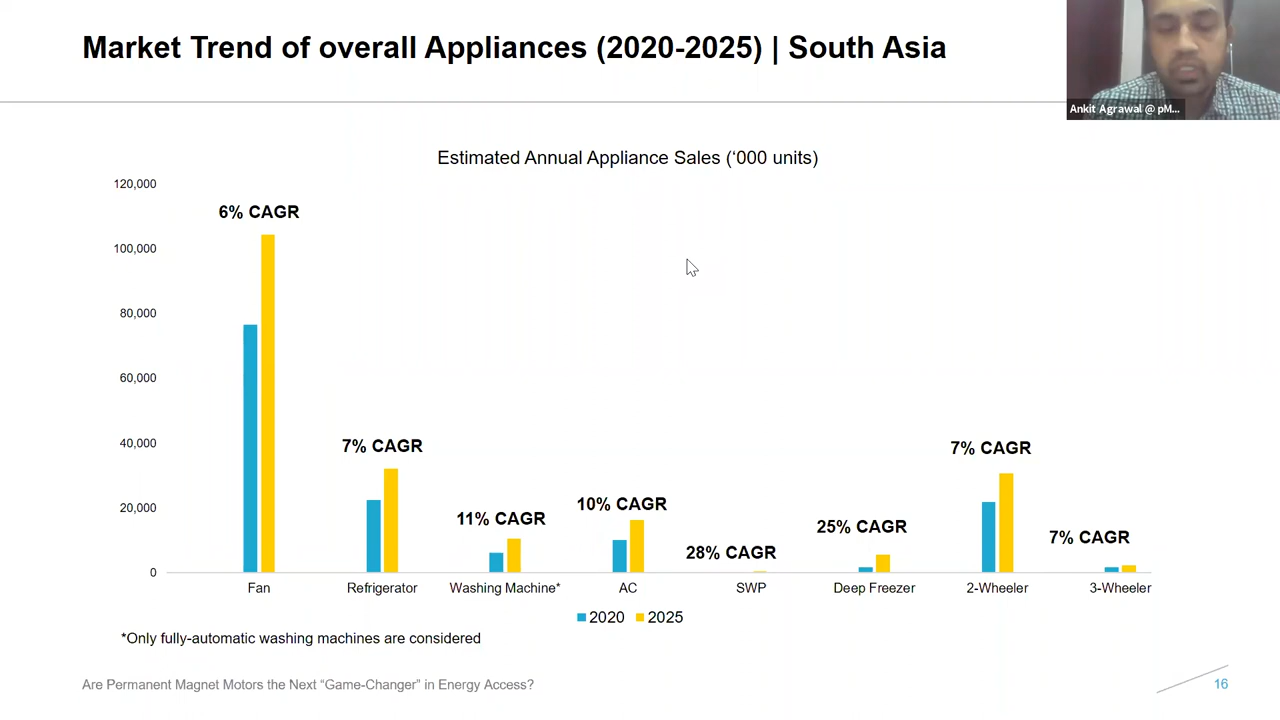 Market Trend of overall Appliances (2020-2025) | South Asia
Ankit Agrawal @ pM...
Estimated Annual Appliance Sales (‘000 units)
120,000
100,000
80,000
60,000
40,000
20,000
0
6% CAGR
7% CAGR
11% CAGR
10% CAGR
28% CAGR
25% CAGR
7% CAGR
7% CAGR
Fan
Refrigerator
Washing Machine*
AC
SWP
Deep Freezer
2-Wheeler
3-Wheeler
2020
2025
*Only fully-automatic washing machines are considered
Are Permanent Magnet Motors the Next “Game-Changer” in Energy Access?
16